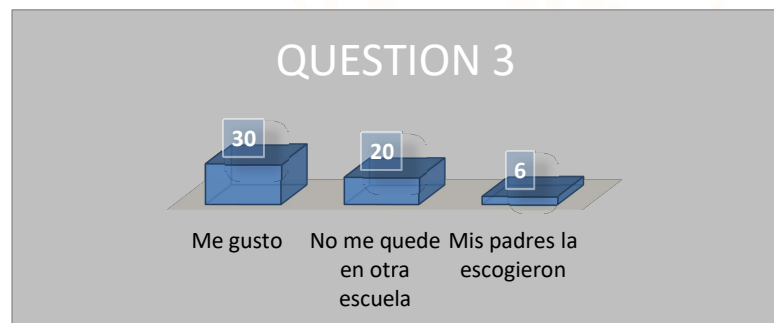 QUESTION 3
30
20
6
Me gusto
No me quede
en otra
escuela
Mis padres la
escogieron